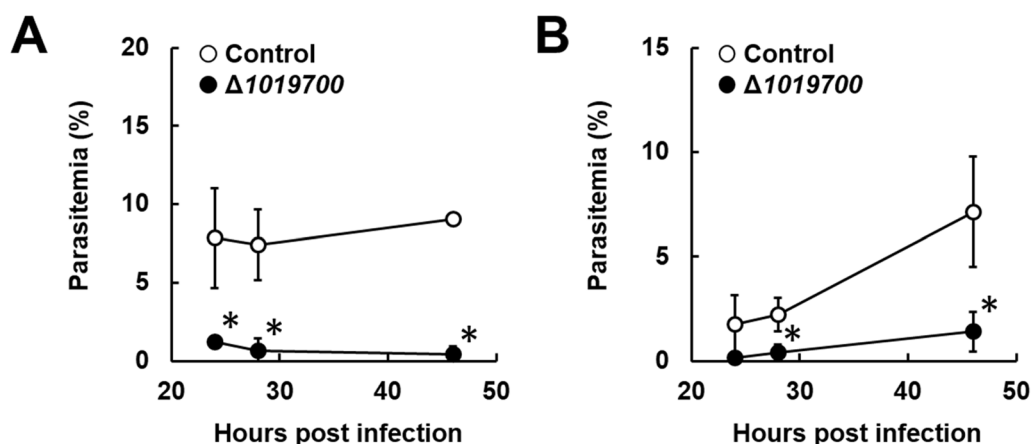 A
Parasitemia (%)
20
15
10
5
0
Control
Δ1019700
*
*
*
20
30
40
50
Hours post infection
B
Parasitemia (%)
15
10
5
0
Control
Δ1019700
*
*
20
30
40
50
Hours post infection